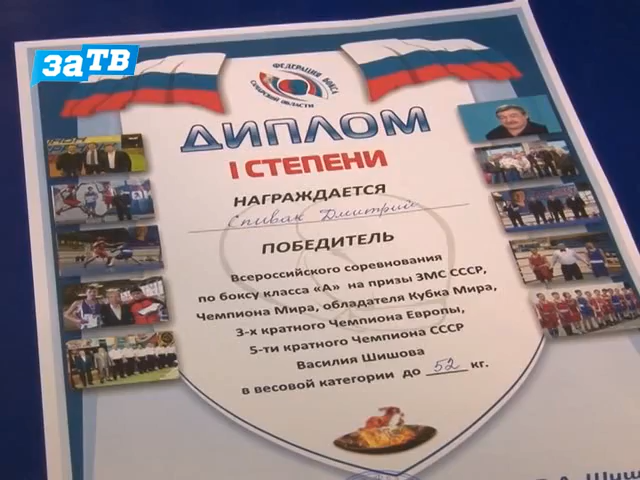 заТВ
ФЕДЕРАЦИЯ БОКСА
САМАРСКОЙ ОБЛАСТИ
ДИПЛОМ
I СТЕПЕНИ
НАГРАЖДАЕТСЯ
Спивак Дмитрий
ПОБЕДИТЕЛЬ
Всероссийского соревнования
по боксу класса «А» на призы ЗМС СССР,
Чемпиона Мира, обладателя Кубка Мира,
3-х кратного Чемпиона Европы,
5-ти кратного Чемпиона СССР
Василия Шишова
в весовой категории до 52 кг.